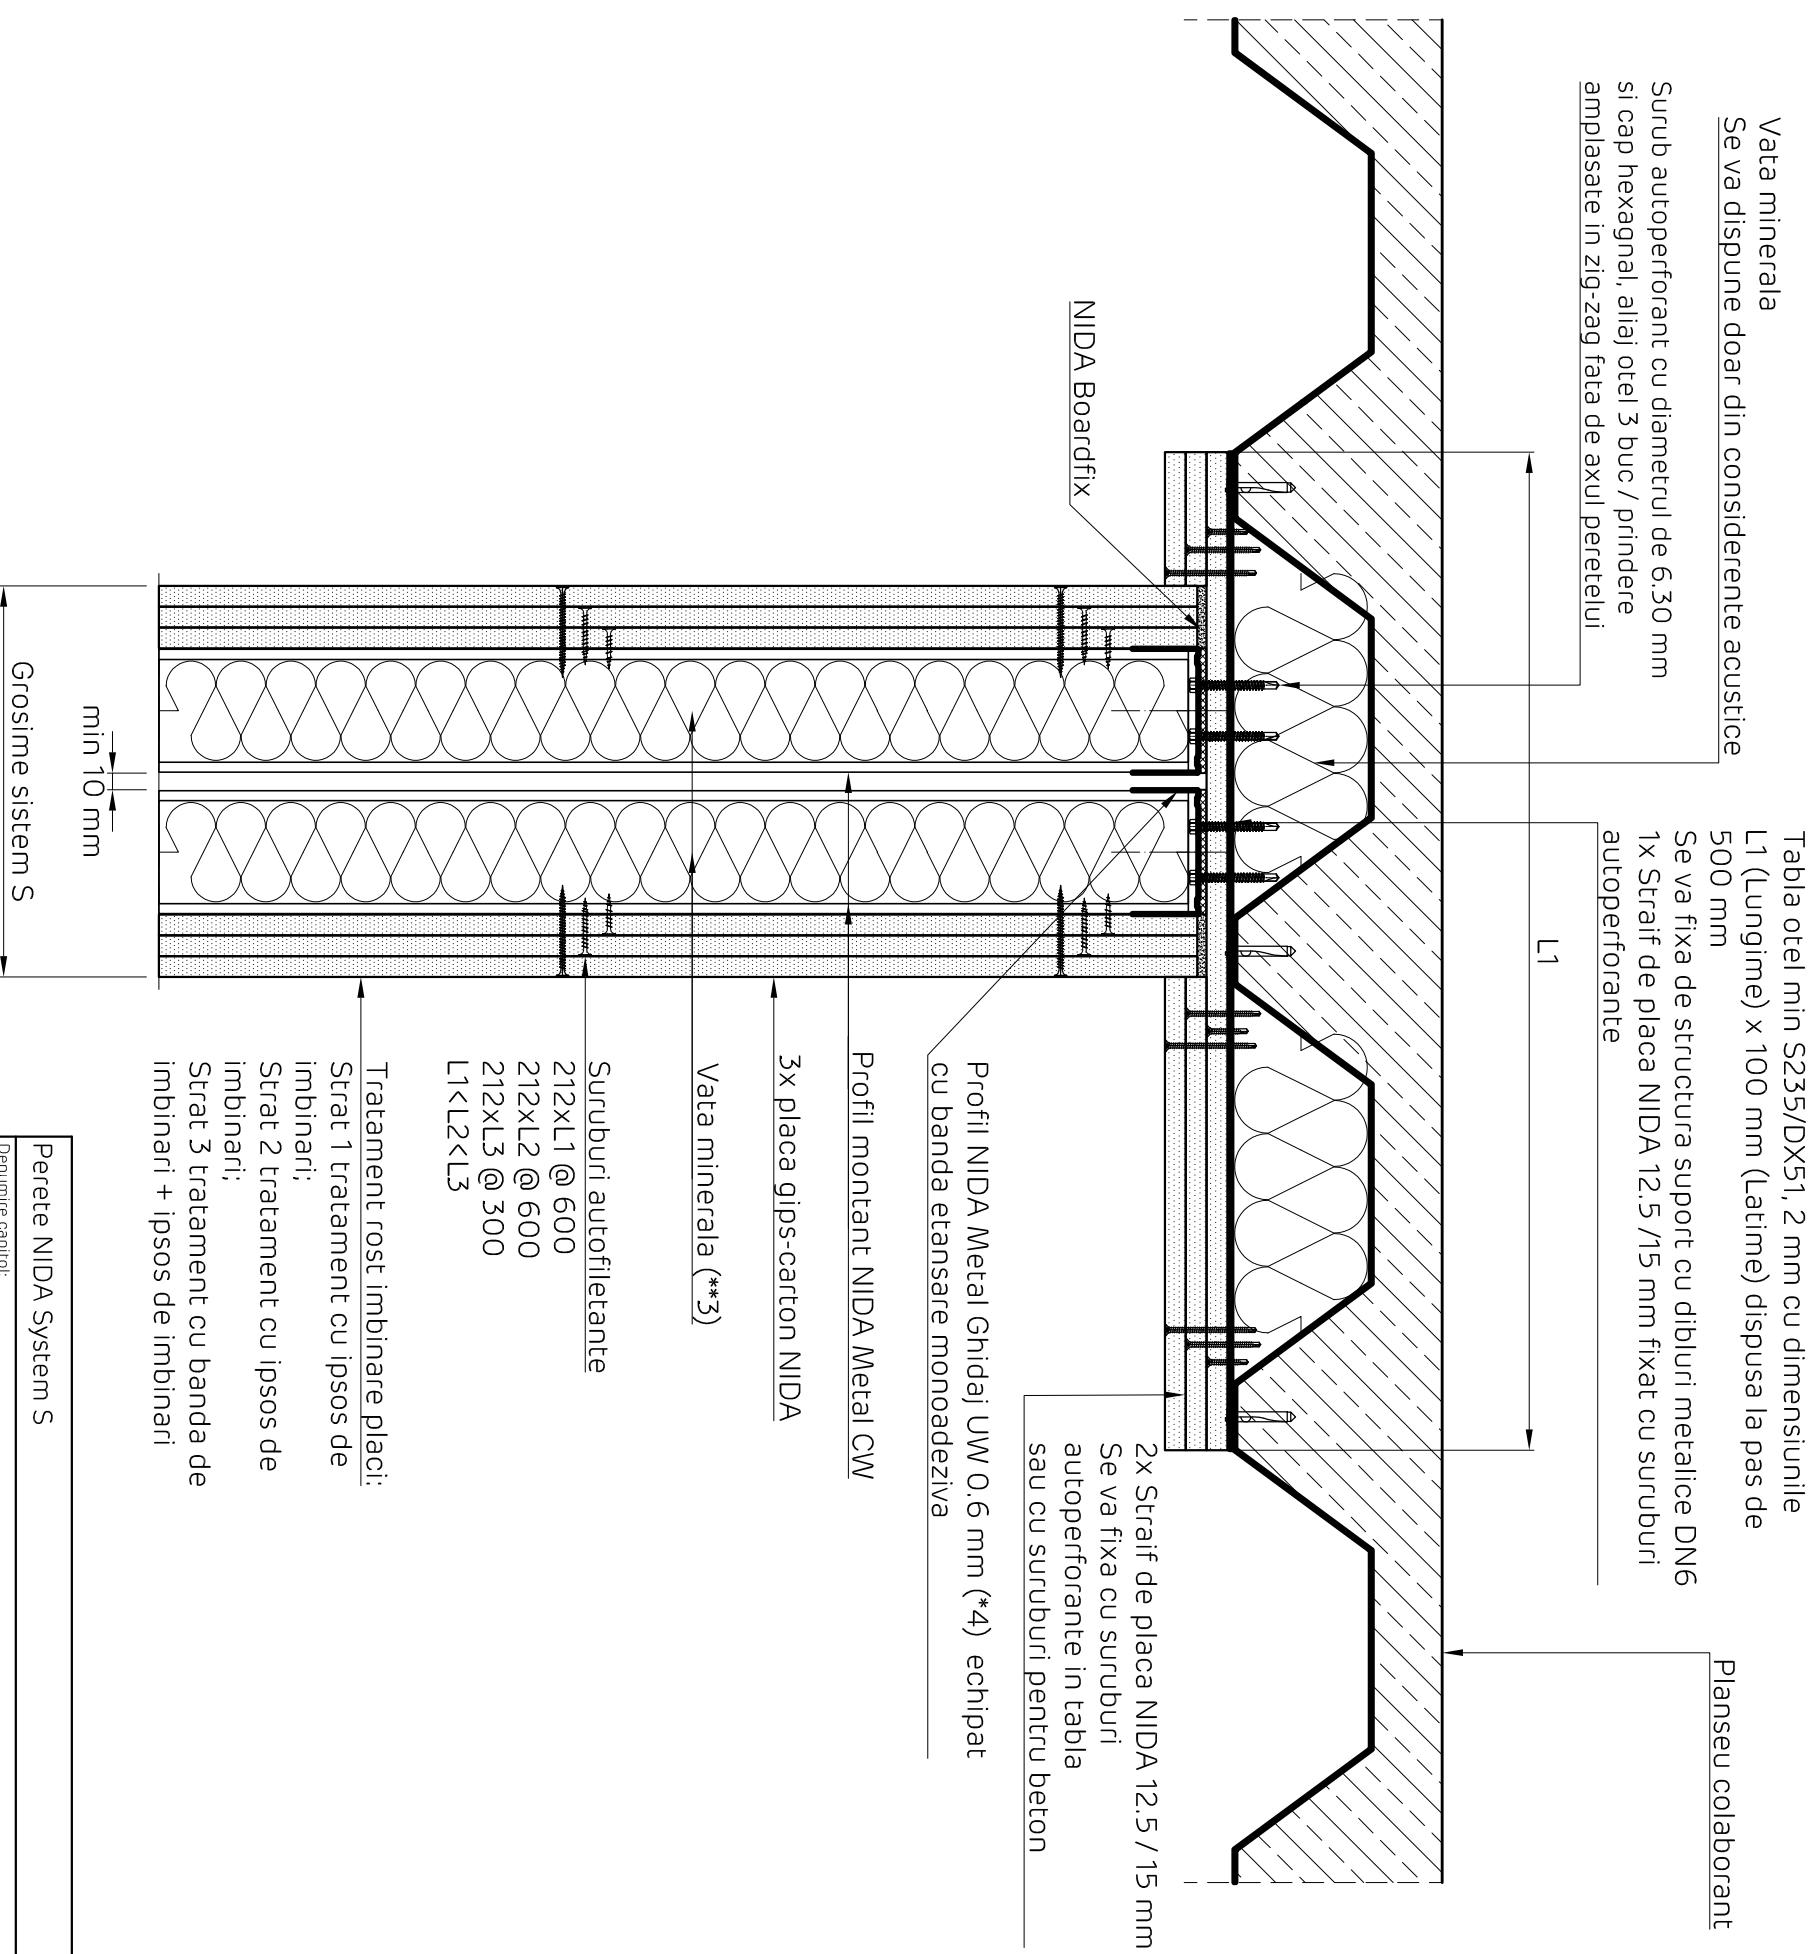 Vata minerala
Se va dispune doar din considerente acustice
Surub autoperforant cu diametrul de 6.30 mm
si cap hexagnal, aliaj otel 3 buc / prindere
amplasate in zig-zag fata de axul peretelui
NIDA Boardfix
Tabla otel min S235/DX51, 2 mm cu dimensiunile
L1 (Lungime) x 100 mm (Latime) dispusa la pas de
500 mm
Se va fixa de structura suport cu dibluri metalice DN6
1x Straif de placa NIDA 12.5 /15 mm fixat cu suruburi
autoperforante
L1
Planseu colaborant
2x Straif de placa NIDA 12.5 / 15 mm
Se va fixa cu suruburi
autoperforante in tabla
sau cu suruburi pentru beton
Profil NIDA Metal Ghidaj UW 0.6 mm (*4) echipat
cu banda etansare monoadeziva
Profil montant NIDA Metal CW
3x placa gips-carton NIDA
Vata minerala (**3)
Suruburi autofiletante
212xL1 @ 600
212xL2 @ 600
212xL3 @ 300
L1<L2<L3
Tratament rost imbinare placi:
Strat 1 tratament cu ipsos de
imbinari;
Strat 2 tratament cu ipsos de
imbinari;
Strat 3 tratament cu banda de
imbinari + ipsos de imbinari
min 10 mm
Grosime sistem S
Perete NIDA System S
Denumire capitol: